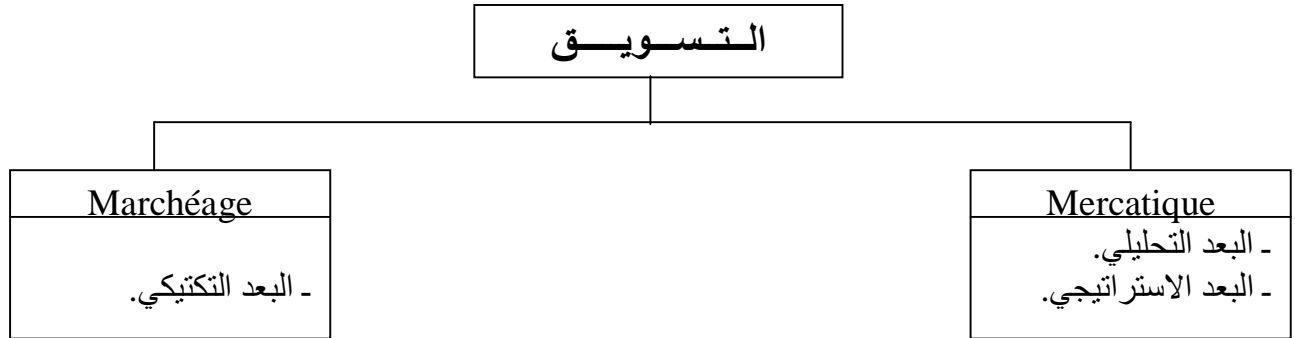 التسويق
Mercatique
ـ البعد التحليلي.
ـ البعد الاستراتيجي.
Marchéage
ـ البعد التكتيكي.